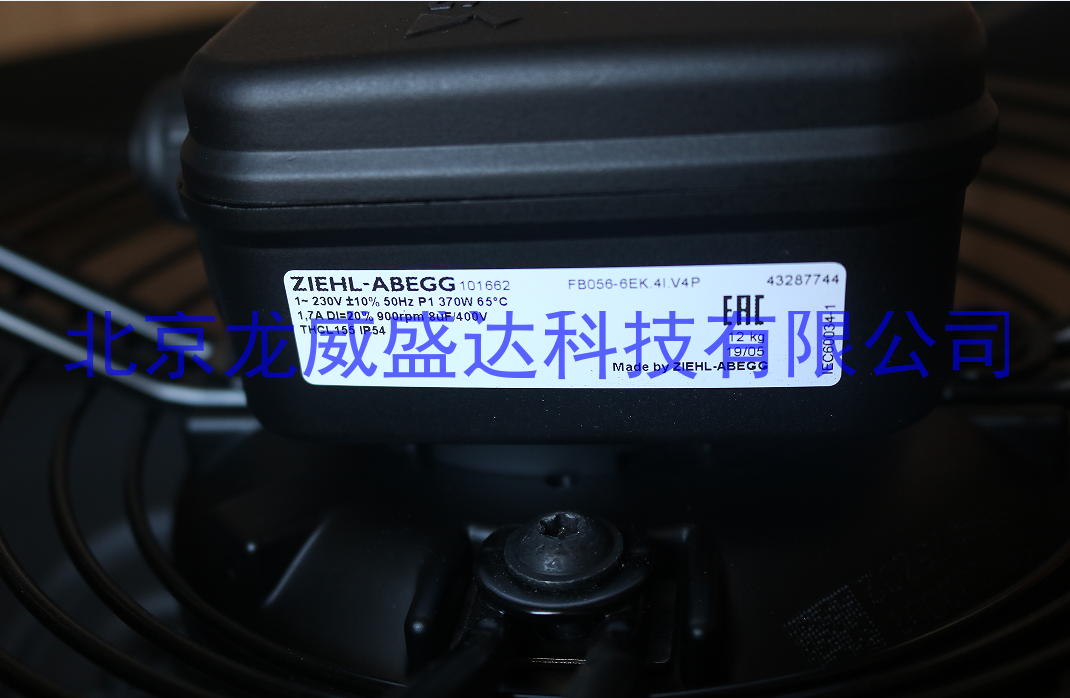 ZIEHL-ABEGG 101662 FB056-6EK.4I.V4P 43287744
1~ 230V ±10% 50Hz P1 370W 65°C
1,7A DI=20% 900rpm 8uF/400V
THCL155 IP54
EAC
12 kg
19/05
Made by ZIEHL-ABEGG
IEC60034-1
北京龙威盛达科技有限公司